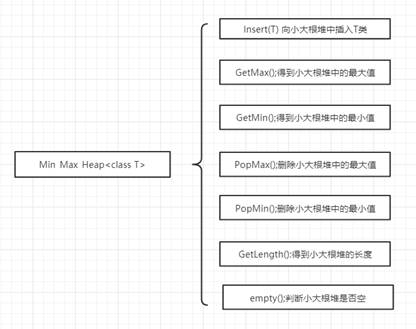 Insert(T) 向小大根堆中插入T类
GetMax();得到小大根堆中的最大值
GetMin();得到小大根堆中的最小值
Min Max Heap<class T>
PopMax();删除小大根堆中的最大值
PopMin();删除小大根堆中的最小值
GetLength();得到小大根堆的长度
empty();判断小大根堆是否空